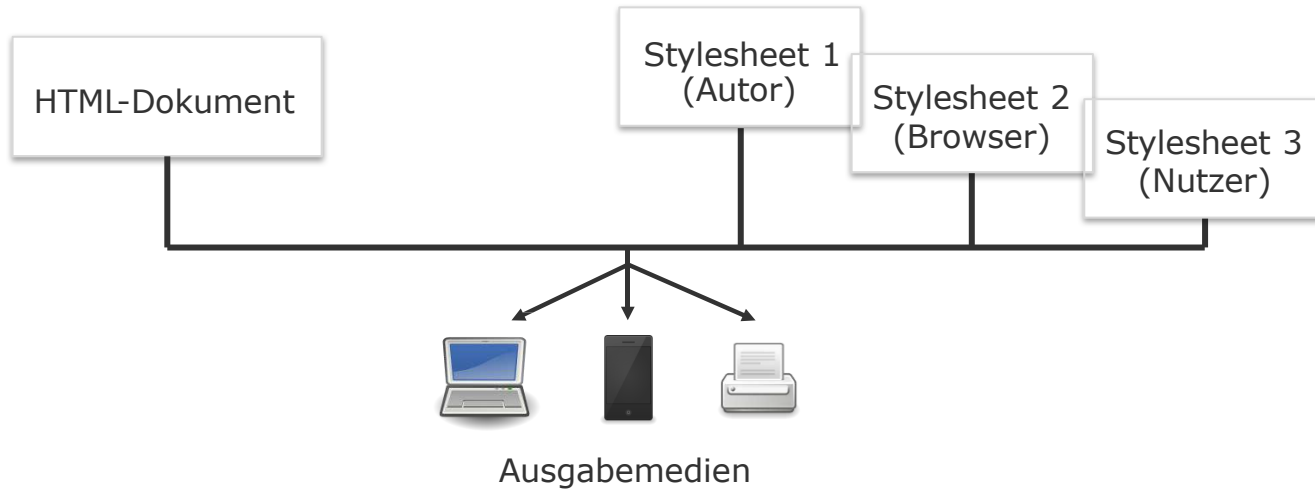 HTML-Dokument
Stylesheet 1
(Autor)
Stylesheet 2
(Browser)
Stylesheet 3
(Nutzer)
Ausgabemedien